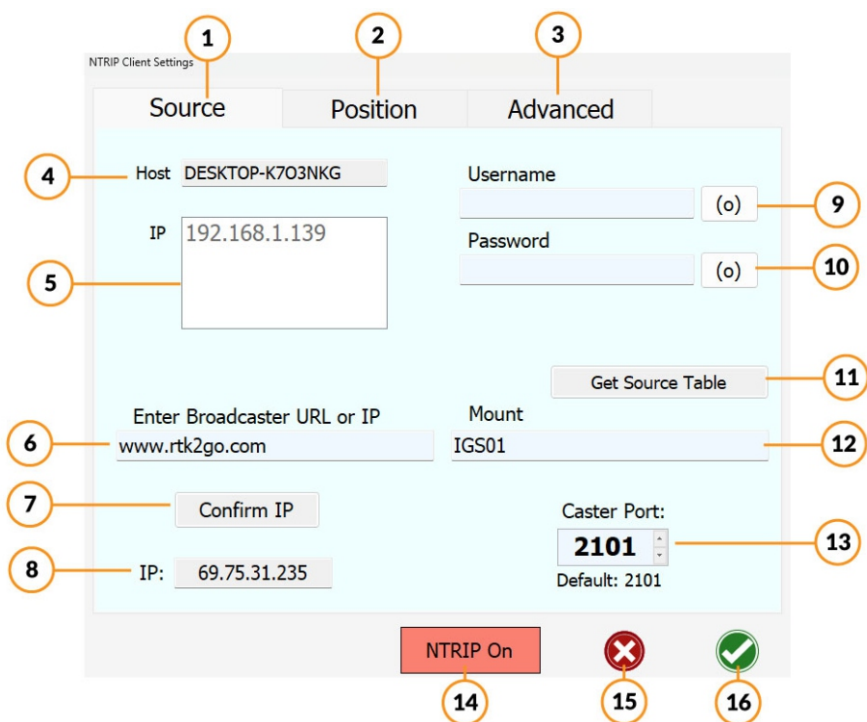 1
2
3
NTRIP Client Settings
Source Position Advanced
4
Host DESKTOP-K7O3NKG
Username
(o)
9
IP 192.168.1.139
5
Password
(o)
10
Get Source Table
11
Enter Broadcaster URL or IP
Mount
6
www.rtk2go.com
IGS01
12
7
Confirm IP
Caster Port:
2101
13
Default: 2101
8
IP: 69.75.31.235
NTRIP On
14
15
16